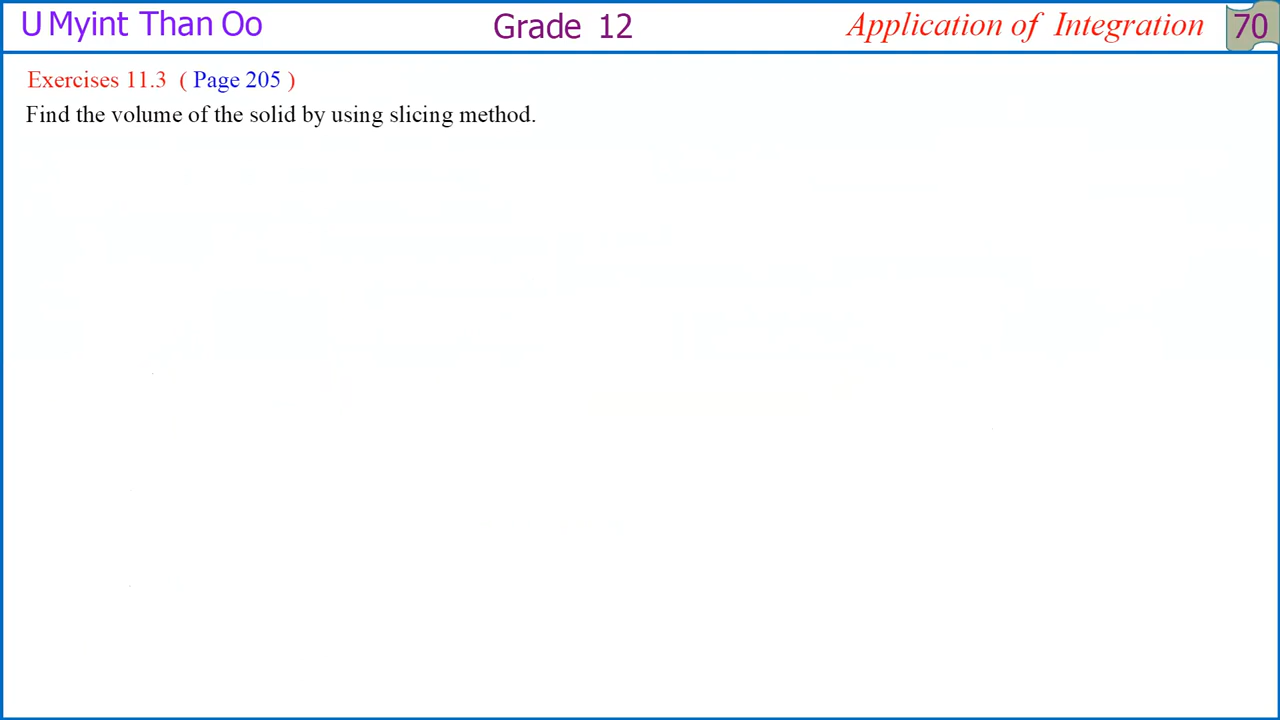 U Myint Than Oo
Grade 12
Application of Integration
70
Exercises 11.3 ( Page 205 )
Find the volume of the solid by using slicing method.